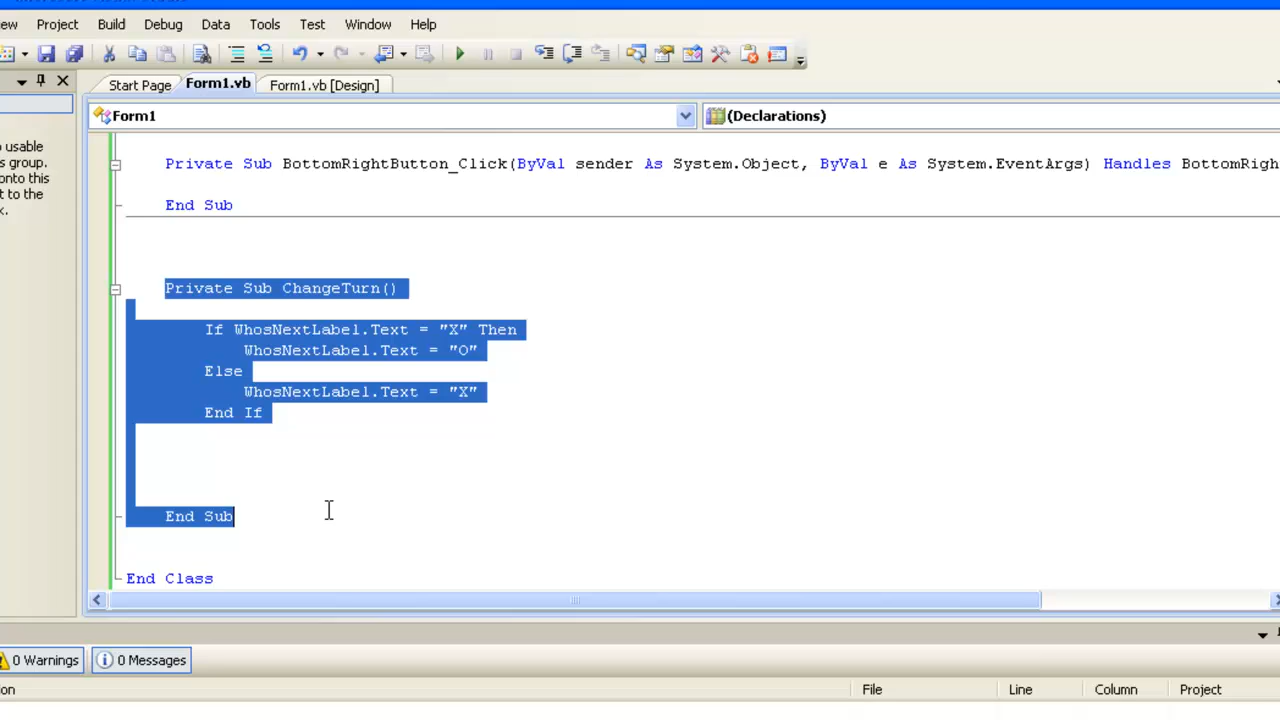 ew Project Build Debug Data Tools Test Window Help
Start Page Form1.vb Form1.vb [Design]
Form1 (Declarations)
usable
s group.
onto this
t to the
x.
Private Sub BottomRightButton_Click(ByVal sender As System.Object, ByVal e As System.EventArgs) Handles BottomRigh
End Sub
Private Sub ChangeTurn()
If WhosNextLabel.Text = "X" Then
WhosNextLabel.Text = "O"
Else
WhosNextLabel.Text = "X"
End If
End Sub
End Class
0 Warnings 0 Messages
on File Line Column Project